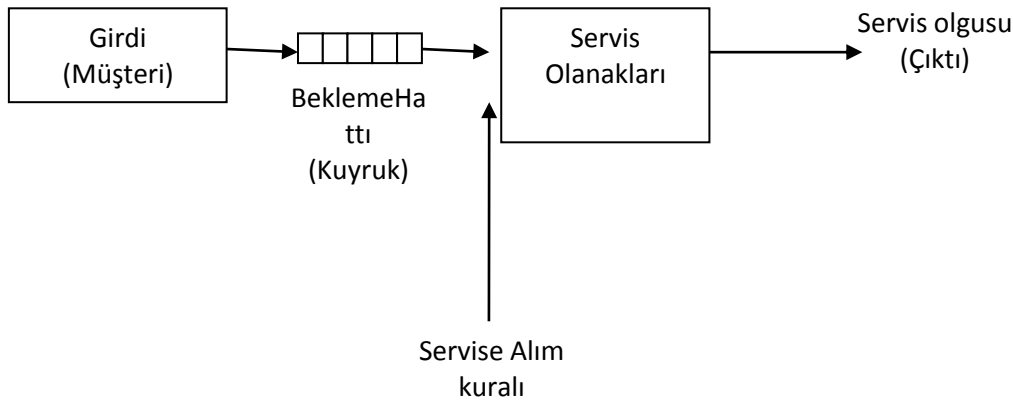 Girdi
(Müşteri)
BeklemeHa
ttı
(Kuyruk)
Servis
Olanakları
Servis olgusu
(Çıktı)
Servise Alım
kuralı